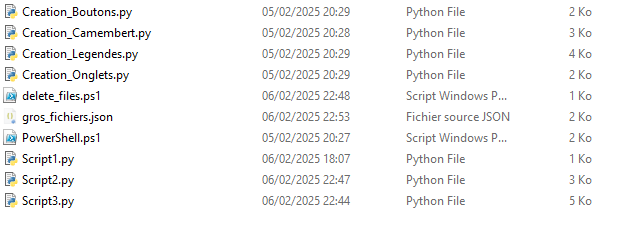 Creation_Boutons.py 05/02/2025 20:29 Python File 2 Ko
Creation_Camembert.py 05/02/2025 20:28 Python File 3 Ko
Creation_Legendes.py 05/02/2025 20:29 Python File 4 Ko
Creation_Onglets.py 05/02/2025 20:29 Python File 2 Ko
delete_files.ps1 06/02/2025 22:48 Script Windows P... 1 Ko
gros_fichiers.json 06/02/2025 22:53 Fichier source JSON 2 Ko
PowerShell.ps1 05/02/2025 20:27 Script Windows P... 2 Ko
Script1.py 06/02/2025 18:07 Python File 1 Ko
Script2.py 06/02/2025 22:47 Python File 3 Ko
Script3.py 06/02/2025 22:44 Python File 5 Ko